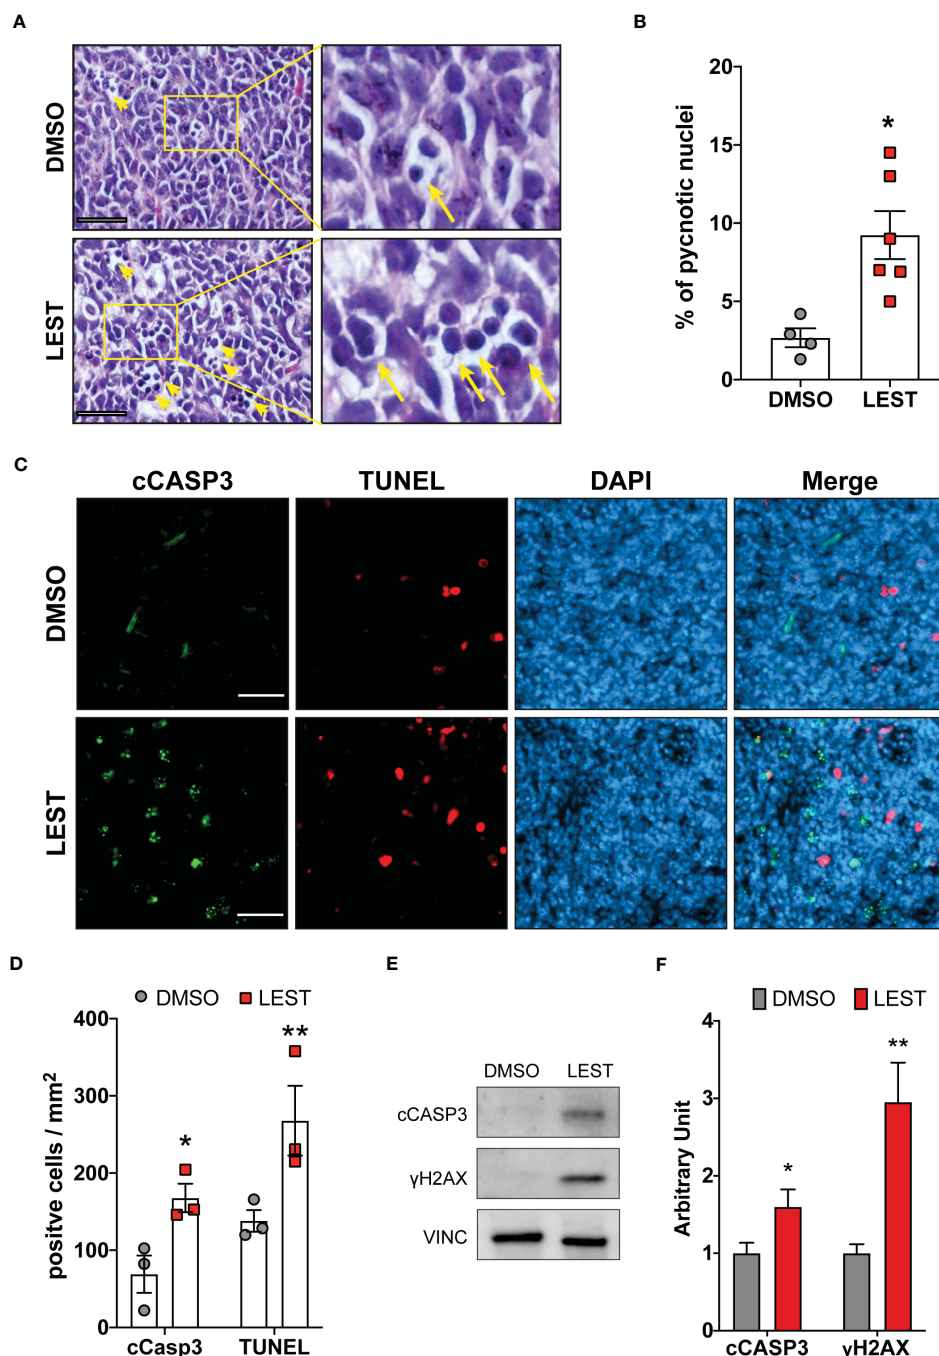 A
DMSO
LEST
B
% of pycnotic nuclei
20
15
10
5
0
*
DMSO LEST
C
cCASP3 TUNEL DAPI Merge
DMSO
LEST
D
DMSO LEST
positve cells / mm2
400
300
200
100
0
* **
cCasp3 TUNEL
E
DMSO LEST
cCASP3
γH2AX
VINC
F
DMSO LEST
Arbitrary Unit
4
3
2
1
0
* **
cCASP3 γH2AX